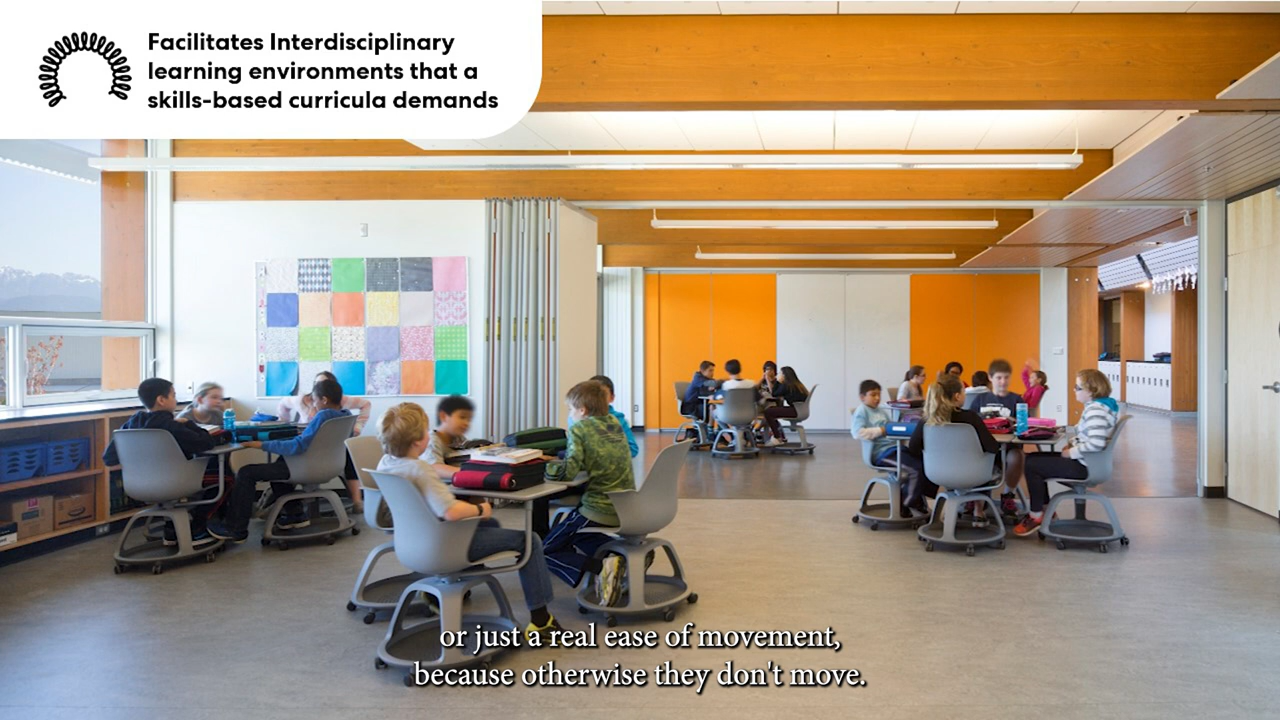 Facilitates Interdisciplinary
learning environments that a
skills-based curricula demands
or just a real ease of movement,
because otherwise they don't move.